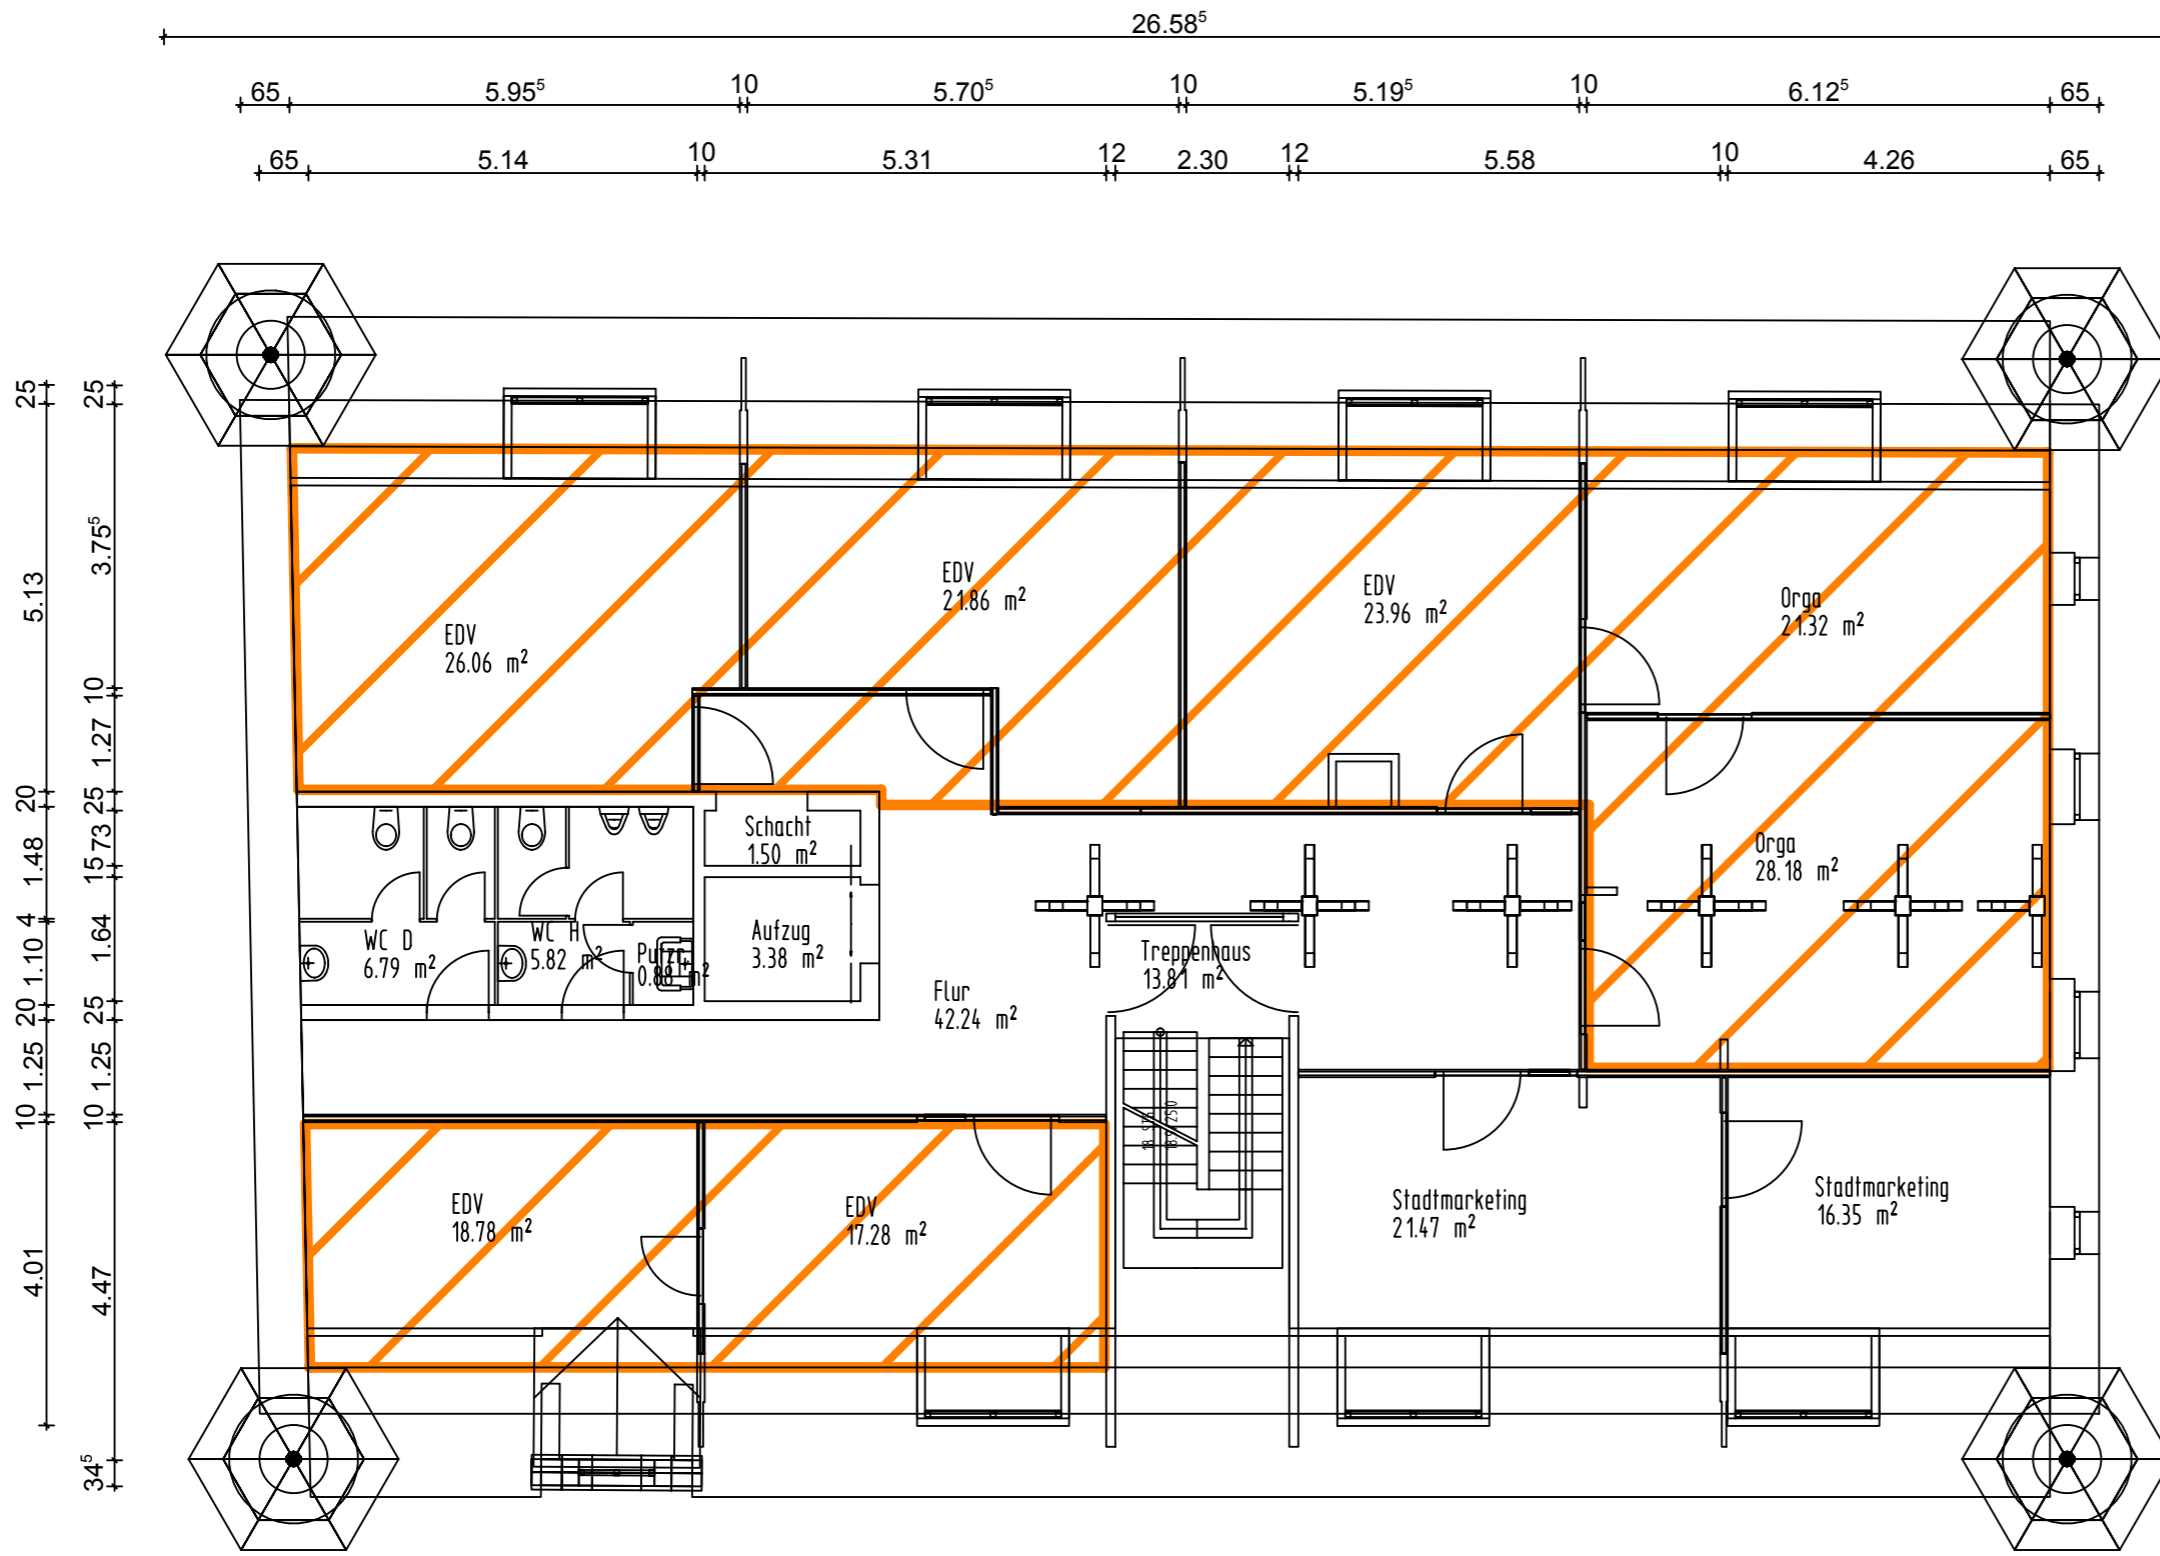 26.58⁵
65 5.95⁵ 10 5.70⁵ 10 5.19⁵ 10 6.12⁵ 65
65 5.14 10 5.31 12 2.30 12 5.58 10 4.26 65
25 5.13 20 1.48 4 1.10 20 1.25 10 4.01
25 3.75⁵ 10 1.27 25 73 15 1.64 25 1.25 10 4.47 34⁵
EDV
26.06 m²
EDV
21.86 m²
EDV
23.96 m²
Orga
21.32 m²
Orga
28.18 m²
Schacht
1.50 m²
Aufzug
3.38 m²
WC D
6.79 m²
WC H
5.82 m²
0.88 m²
Flur
42.24 m²
Treppenhaus
13.81 m²
EDV
18.78 m²
EDV
17.28 m²
Stadtmarketing
21.47 m²
Stadtmarketing
16.35 m²